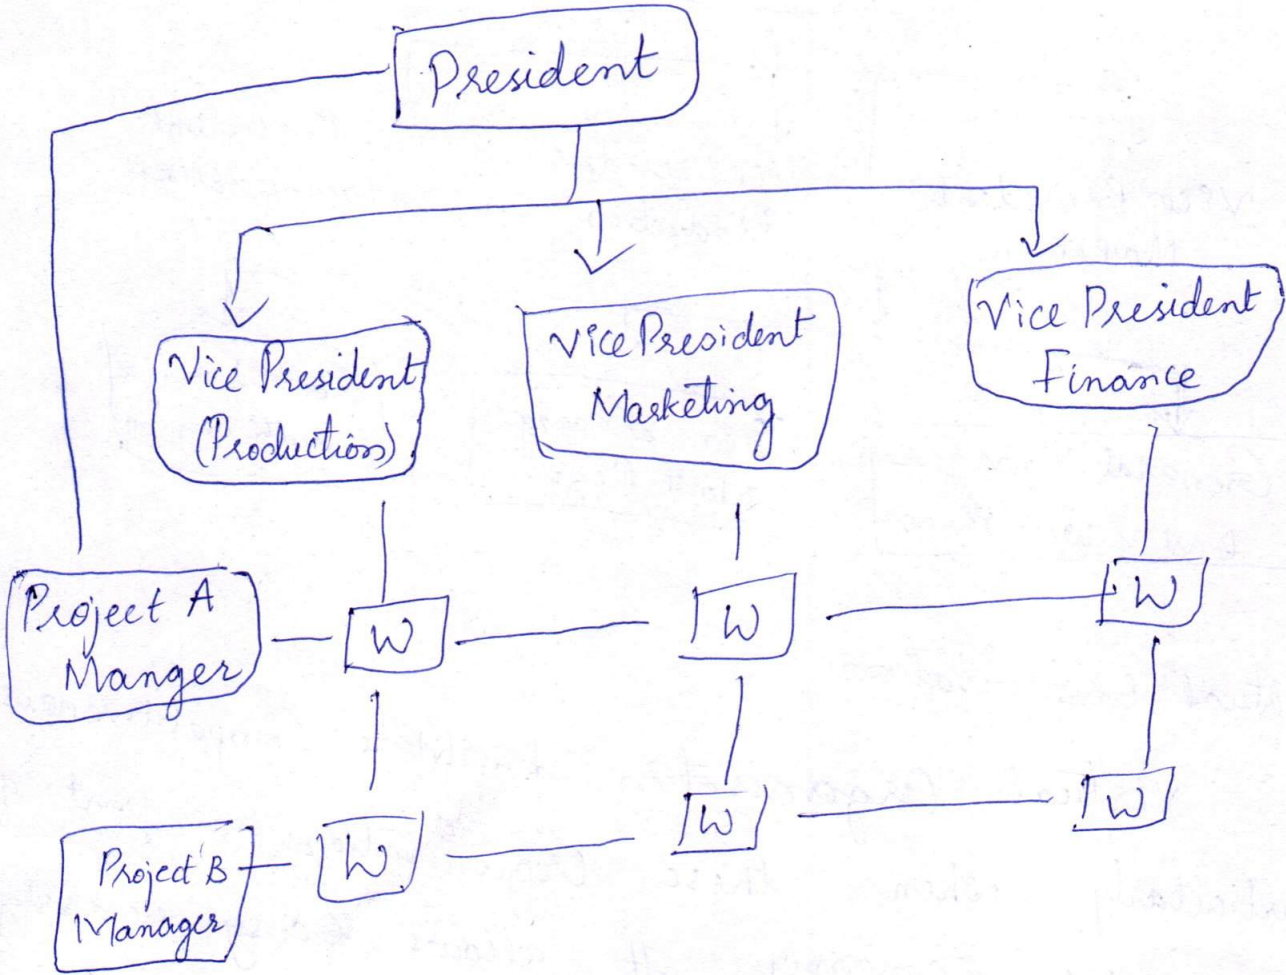 President
Vice President
(Production)
Vice President
Marketing
Vice President
Finance
Project A
Manger
W
W
W
Project B
Manager
W
W
W